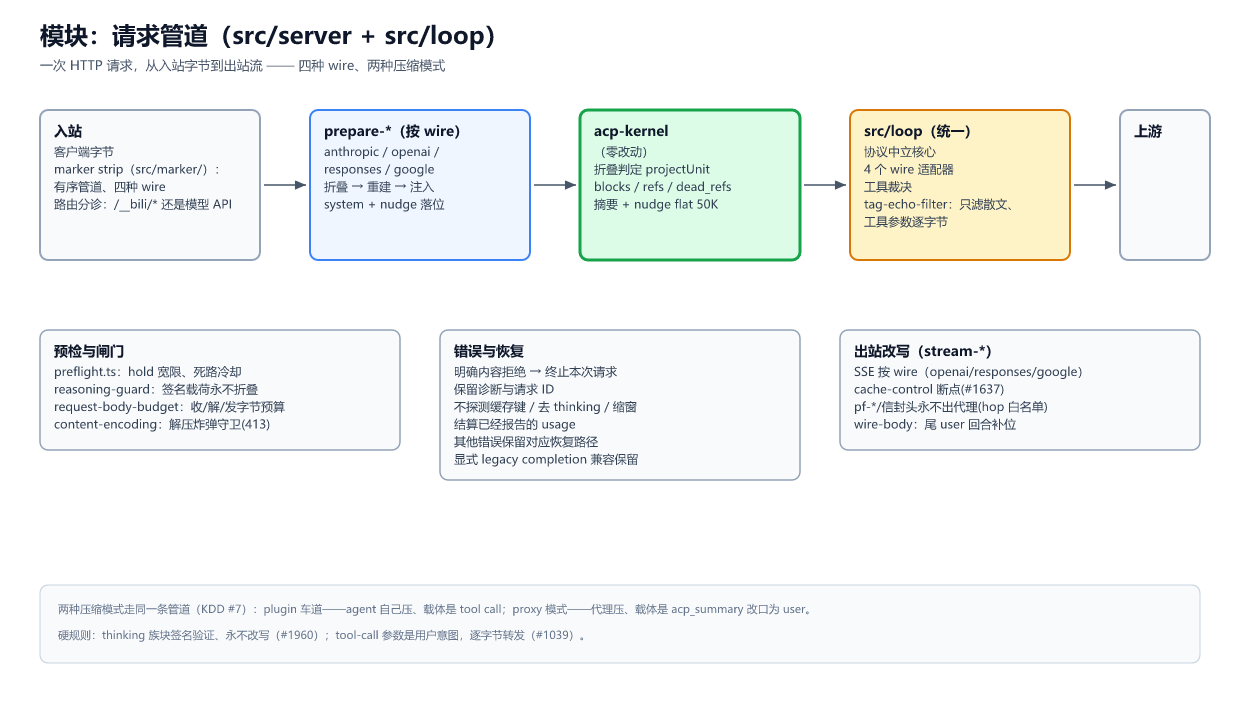 模块：请求管道（src/server + src/loop）
一次 HTTP 请求，从入站字节到出站流 —— 四种 wire、两种压缩模式
入站
客户端字节
marker strip（src/marker/）：
有序管道、四种 wire
路由分诊：/__bili/* 还是模型 API
prepare-*（按 wire）
anthropic / openai /
responses / google
折叠 → 重建 → 注入
system + nudge 落位
acp-kernel
（零改动）
折叠判定 projectUnit
blocks / refs / dead_refs
摘要 + nudge flat 50K
src/loop（统一）
协议中立核心
4 个 wire 适配器
工具裁决
tag-echo-filter：只滤散文、
工具参数逐字节
上游
预检与闸门
preflight.ts：hold 宽限、死路冷却
reasoning-guard：签名载荷永不折叠
request-body-budget：收/解/发字节预算
content-encoding：解压炸弹守卫(413)
错误与恢复
明确内容拒绝 → 终止本次请求
保留诊断与请求 ID
不探测缓存键 / 去 thinking / 缩窗
结算已经报告的 usage
其他错误保留对应恢复路径
显式 legacy completion 兼容保留
出站改写（stream-*）
SSE 按 wire（openai/responses/google）
cache-control 断点(#1637)
pf-*/信封头永不出代理(hop 白名单)
wire-body：尾 user 回合补位
两种压缩模式走同一条管道（KDD #7）：plugin 车道——agent 自己压、载体是 tool call；proxy 模式——代理压、载体是 acp_summary 改口为 user。
硬规则：thinking 族块签名验证、永不改写（#1960）；tool-call 参数是用户意图，逐字节转发（#1039）。